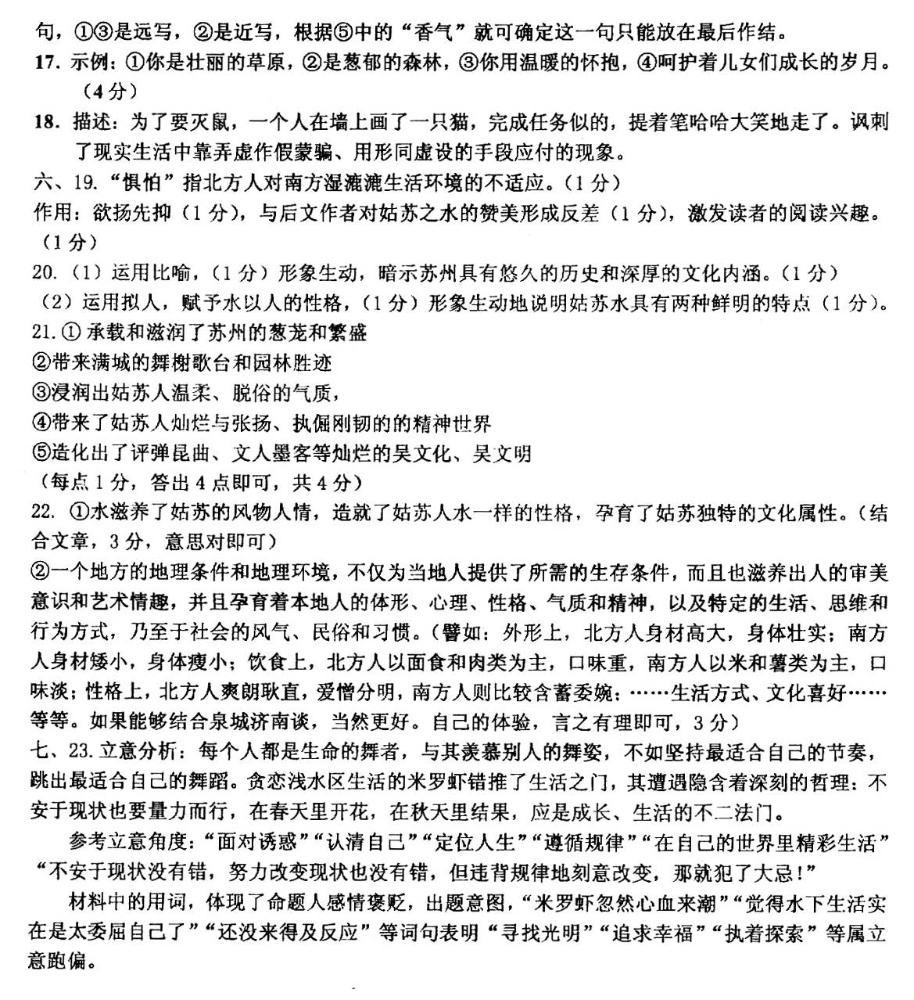 句，①③是远写，②是近写，根据⑤中的“香气”就可确定这一句只能放在最后作结。
17. 示例：①你是壮丽的草原，②是葱郁的森林，③你用温暖的怀抱，④呵护着儿女们成长的岁月。
（4 分）
18. 描述：为了要灭鼠，一个人在墙上画了一只猫，完成任务似的，提着笔哈哈大笑地走了。讽刺
了现实生活中靠弄虚作假蒙骗、用形同虚设的手段应付的现象。
六、19. “惧怕”指北方人对南方湿漉漉生活环境的不适应。（1 分）
作用：欲扬先抑（1 分），与后文作者对姑苏之水的赞美形成反差（1 分），激发读者的阅读兴趣。
（1 分）
20.（1）运用比喻，（1 分）形象生动，暗示苏州具有悠久的历史和深厚的文化内涵。（1 分）
（2）运用拟人，赋予水以人的性格，（1 分）形象生动地说明姑苏水具有两种鲜明的特点（1 分）。
21. ① 承载和滋润了苏州的葱茏和繁盛
②带来满城的舞榭歌台和园林胜迹
③浸润出姑苏人温柔、脱俗的气质，
④带来了姑苏人灿烂与张扬、执倔刚韧的的精神世界
⑤造化出了评弹昆曲、文人墨客等灿烂的吴文化、吴文明
（每点 1 分，答出 4 点即可，共 4 分）
22. ①水滋养了姑苏的风物人情，造就了姑苏人水一样的性格，孕育了姑苏独特的文化属性。（结
合文章，3 分，意思对即可）
②一个地方的地理条件和地理环境，不仅为当地人提供了所需的生存条件，而且也滋养出人的审美
意识和艺术情趣，并且孕育着本地人的体形、心理、性格、气质和精神，以及特定的生活、思维和
行为方式，乃至于社会的风气、民俗和习惯。（譬如：外形上，北方人身材高大，身体壮实；南方
人身材矮小，身体瘦小；饮食上，北方人以面食和肉类为主，口味重，南方人以米和薯类为主，口
味淡；性格上，北方人爽朗耿直，爱憎分明，南方人则比较含蓄委婉；……生活方式、文化喜好……
等等。如果能够结合泉城济南谈，当然更好。自己的体验，言之有理即可，3 分）
七、23. 立意分析：每个人都是生命的舞者，与其羡慕别人的舞姿，不如坚持最适合自己的节奏，
跳出最适合自己的舞蹈。贪恋浅水区生活的米罗虾错推了生活之门，其遭遇隐含着深刻的哲理：不
安于现状也要量力而行，在春天里开花，在秋天里结果，应是成长、生活的不二法门。
参考立意角度：“面对诱惑”“认清自己”“定位人生”“遵循规律”“在自己的世界里精彩生活”
“不安于现状没有错，努力改变现状也没有错，但违背规律地刻意改变，那就犯了大忌！”
材料中的用词，体现了命题人感情褒贬，出题意图，“米罗虾忽然心血来潮”“觉得水下生活实
在是太委屈自己了”“还没来得及反应”等词句表明“寻找光明”“追求幸福”“执着探索”等属立
意跑偏。